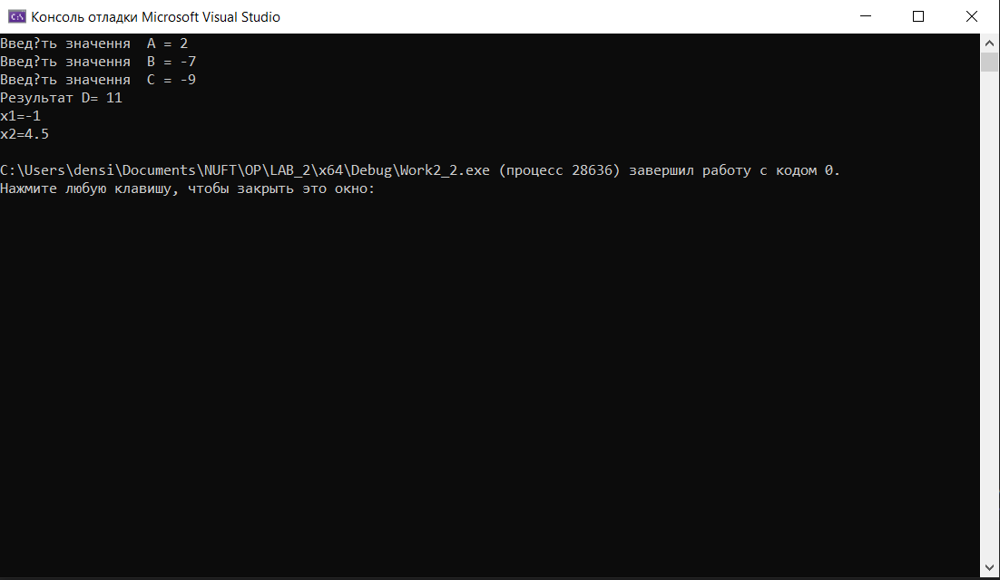 Консоль отладки Microsoft Visual Studio
Введ?ть значення  A = 2
Введ?ть значення  B = -7
Введ?ть значення  C = -9
Результат D= 11
x1=-1
x2=4.5
C:\Users\densi\Documents\NUFT\OP\LAB_2\x64\Debug\Work2_2.exe (процесс 28636) завершил работу с кодом 0.
Нажмите любую клавишу, чтобы закрыть это окно: